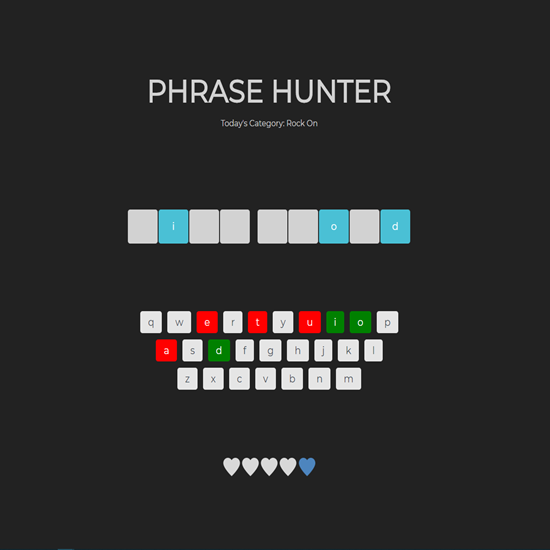 PHRASE HUNTER
Today's Category: Rock On
i o d
q w e r t y u i o p
a s d f g h j k l
z x c v b n m